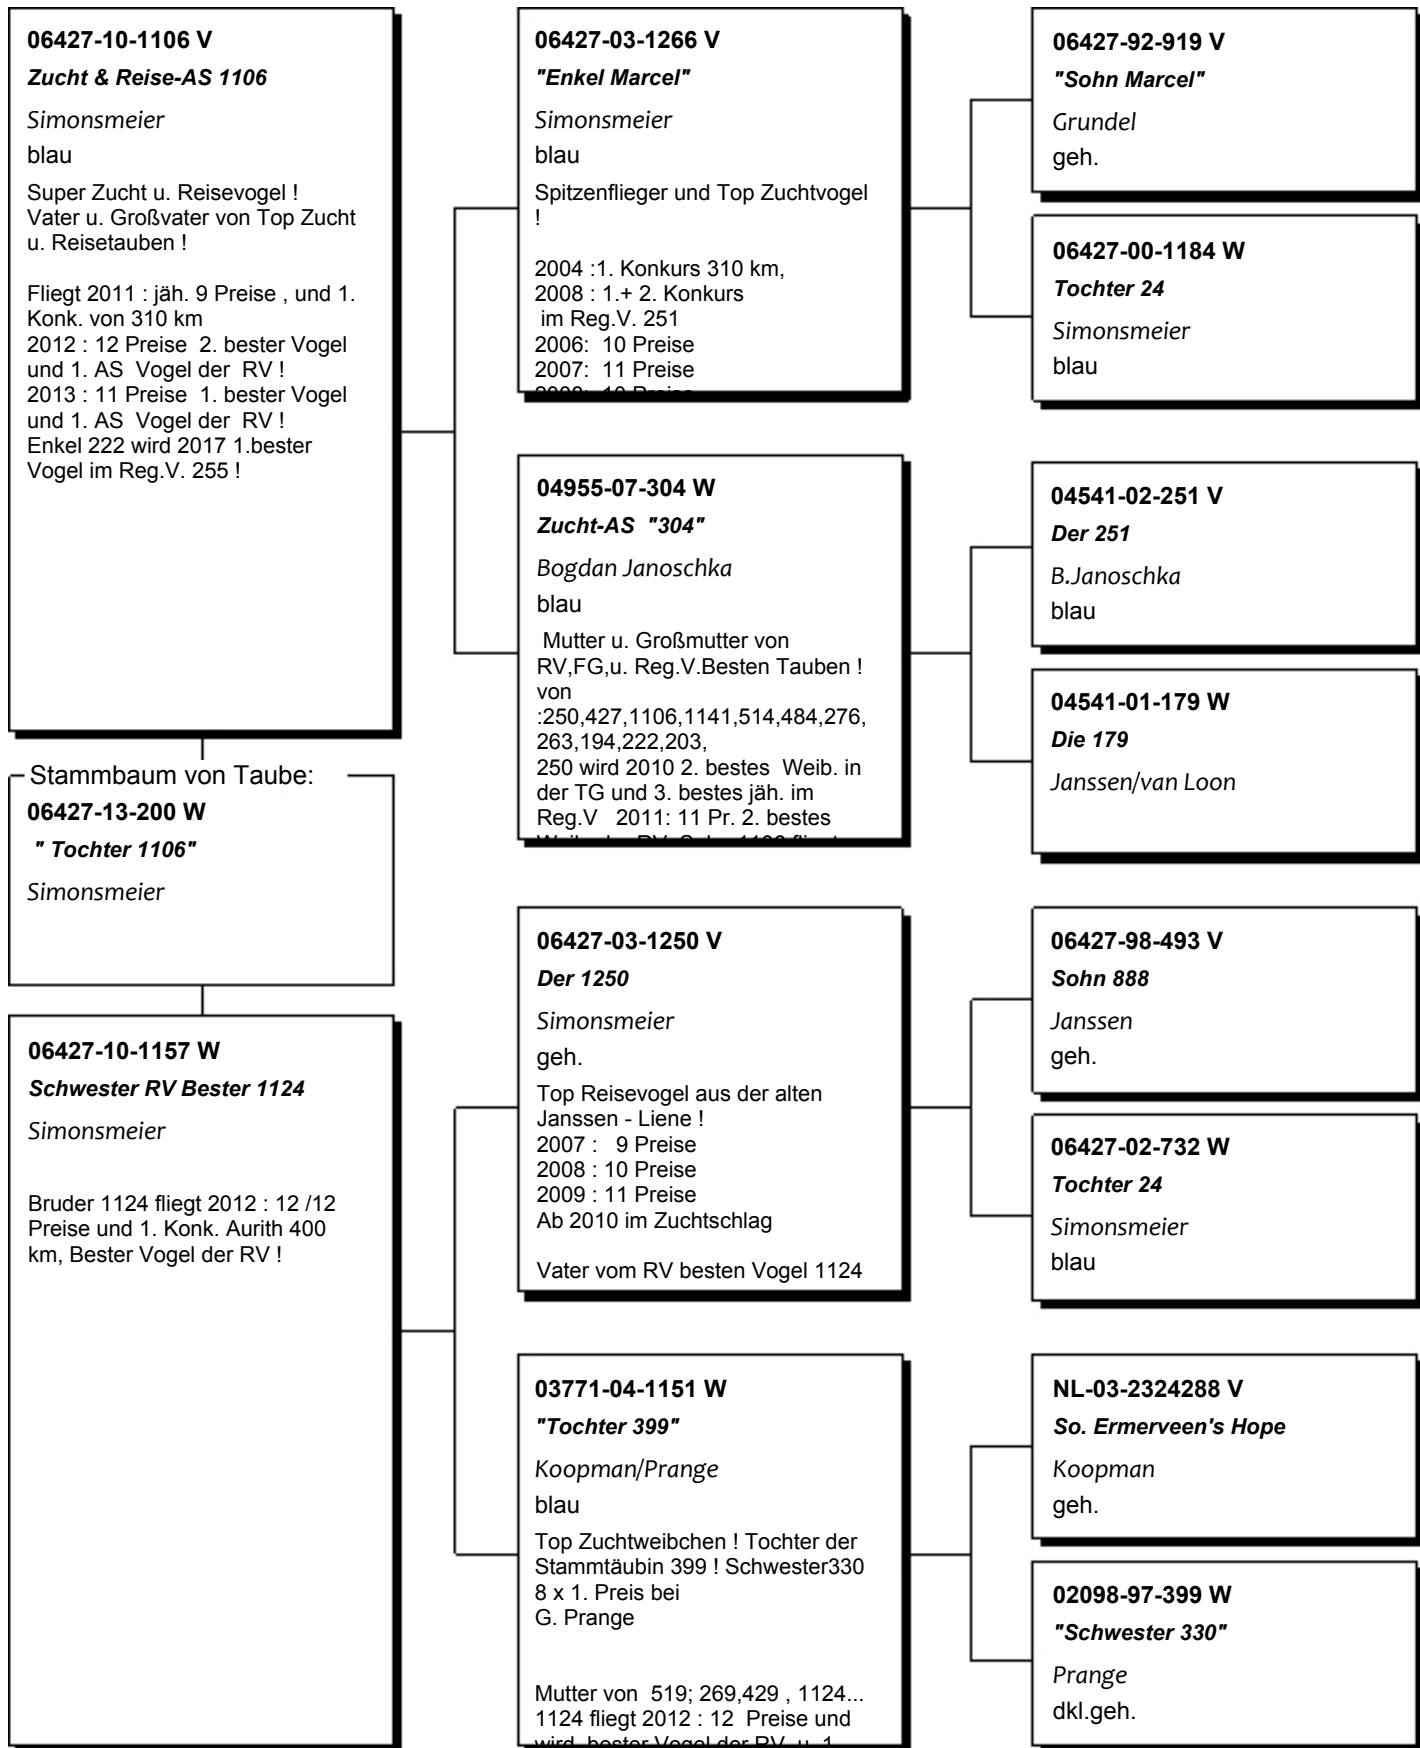 06427-10-1106 V
Zucht & Reise-AS 1106
Simonsmeier
blau
Super Zucht u. Reisevogel !
Vater u. Großvater von Top Zucht
u. Reisetauben !
Fliegt 2011 : jäh. 9 Preise , und 1.
Konk. von 310 km
2012 : 12 Preise  2. bester Vogel
und 1. AS  Vogel der  RV !
2013 : 11 Preise  1. bester Vogel
und 1. AS  Vogel der  RV !
Enkel 222 wird 2017 1.bester
Vogel im Reg.V. 255 !
Stammbaum von Taube:
06427-13-200 W
" Tochter 1106"
Simonsmeier
06427-10-1157 W
Schwester RV Bester 1124
Simonsmeier
Bruder 1124 fliegt 2012 : 12 /12
Preise und 1. Konk. Aurith 400
km, Bester Vogel der RV !
06427-03-1266 V
"Enkel Marcel"
Simonsmeier
blau
Spitzenflieger und Top Zuchtvogel
!
2004 :1. Konkurs 310 km,
2008 : 1.+ 2. Konkurs
im Reg.V. 251
2006:  10 Preise
2007:  11 Preise
04955-07-304 W
Zucht-AS  "304"
Bogdan Janoschka
blau
Mutter u. Großmutter von
RV,FG,u. Reg.V.Besten Tauben !
von
:250,427,1106,1141,514,484,276,
263,194,222,203,
250 wird 2010 2. bestes  Weib. in
der TG und 3. bestes jäh. im
Reg.V   2011: 11 Pr. 2. bestes
06427-03-1250 V
Der 1250
Simonsmeier
geh.
Top Reisevogel aus der alten
Janssen - Liene !
2007 :   9 Preise
2008 : 10 Preise
2009 : 11 Preise
Ab 2010 im Zuchtschlag
Vater vom RV besten Vogel 1124
03771-04-1151 W
"Tochter 399"
Koopman/Prange
blau
Top Zuchtweibchen ! Tochter der
Stammtäubin 399 ! Schwester330
8 x 1. Preis bei
G. Prange
Mutter von  519; 269,429 , 1124...
1124 fliegt 2012 : 12  Preise und
wird  bester Vogel der RV  u. 1.
06427-92-919 V
"Sohn Marcel"
Grundel
geh.
06427-00-1184 W
Tochter 24
Simonsmeier
blau
04541-02-251 V
Der 251
B.Janoschka
blau
04541-01-179 W
Die 179
Janssen/van Loon
06427-98-493 V
Sohn 888
Janssen
geh.
06427-02-732 W
Tochter 24
Simonsmeier
blau
NL-03-2324288 V
So. Ermerveen's Hope
Koopman
geh.
02098-97-399 W
"Schwester 330"
Prange
dkl.geh.